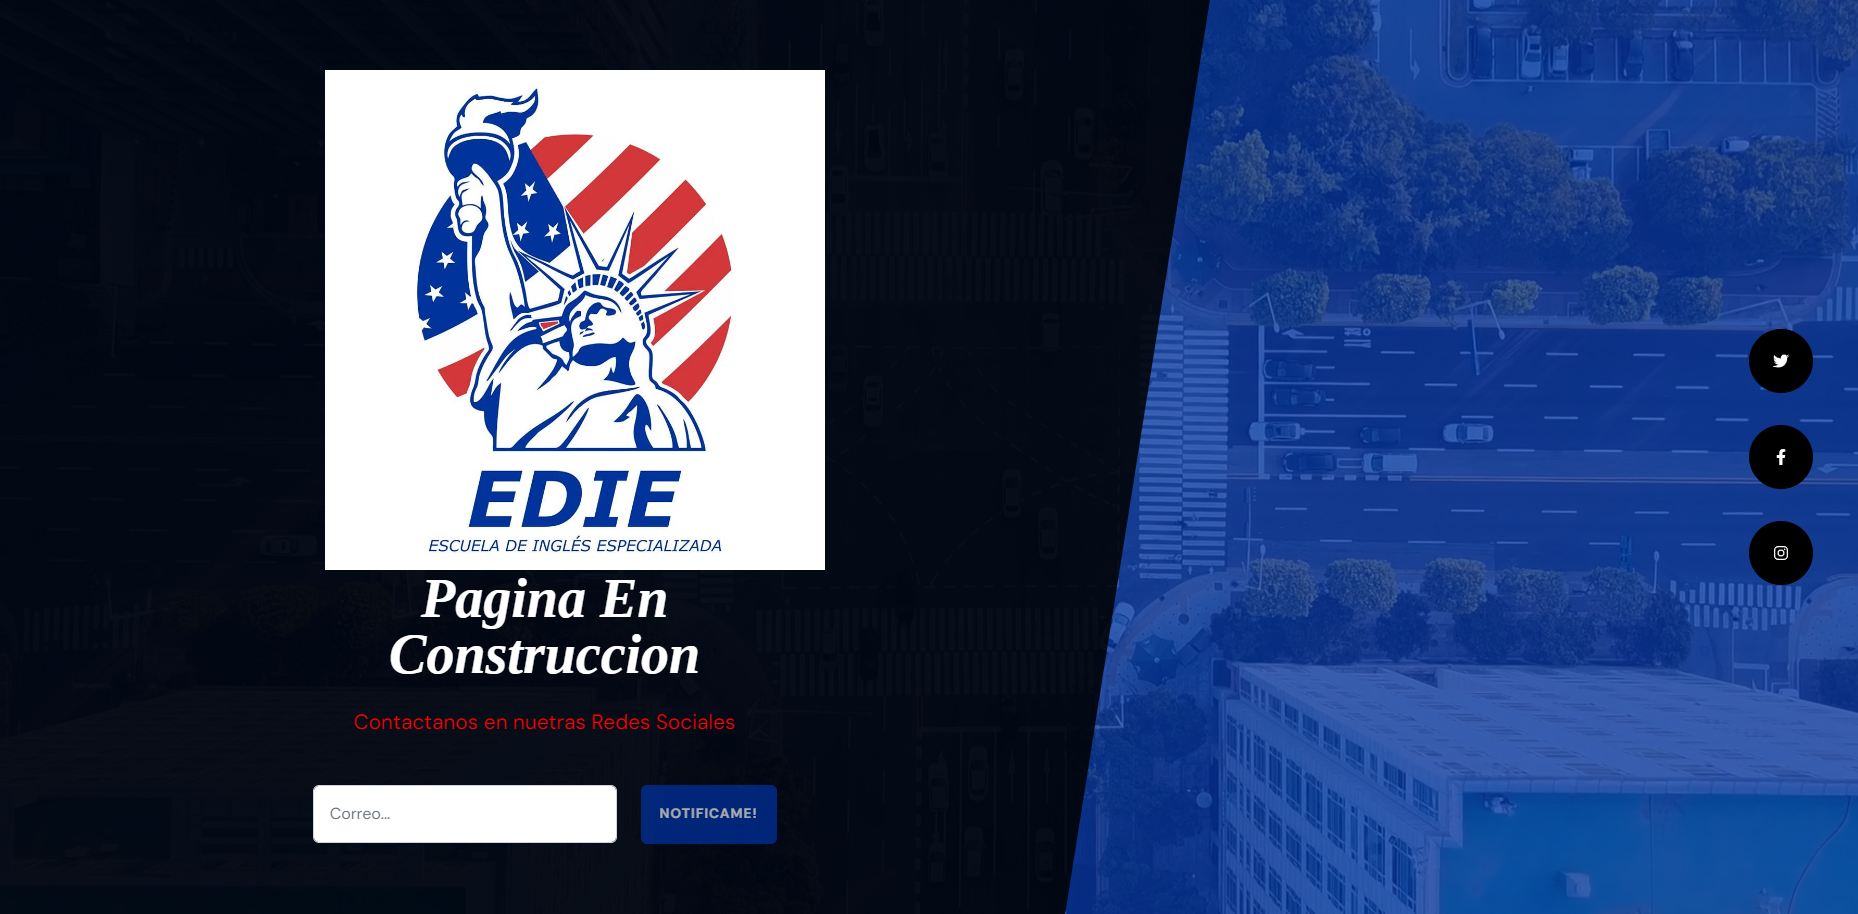 EDIE
ESCUELA DE INGLÉS ESPECIALIZADA
Pagina En
Construccion
Contactanos en nuetras Redes Sociales
Correo...
NOTIFICAME!